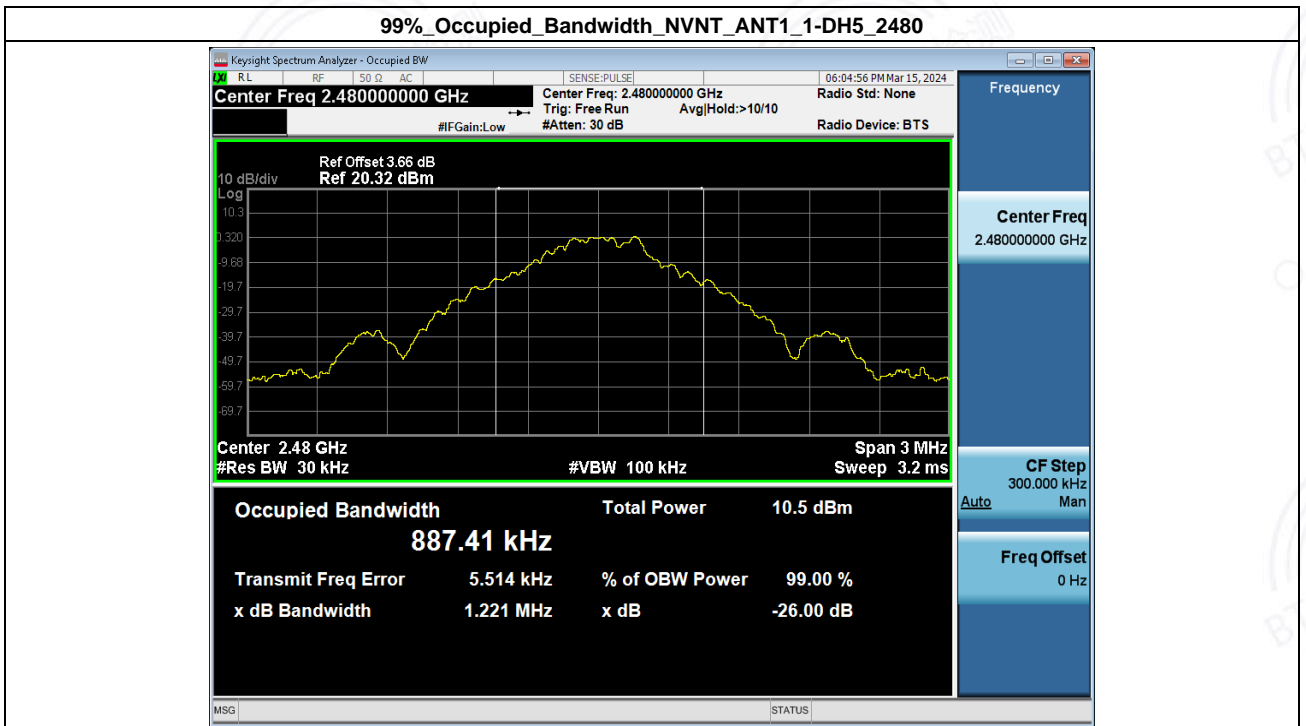 99%_Occupied_Bandwidth_NVNT_ANT1_1-DH5_2480
Keysight Spectrum Analyzer - Occupied BW
LXI RL RF 50 Ω AC SENSE:PULSE 06:04:56 PM Mar 15, 2024
Center Freq 2.480000000 GHz
Center Freq: 2.480000000 GHz Radio Std: None
Trig: Free Run Avg|Hold:>10/10
#IFGain:Low #Atten: 30 dB Radio Device: BTS
Ref Offset 3.66 dB
10 dB/div Ref 20.32 dBm
Log
10.3
0.320
-9.68
-19.7
-29.7
-39.7
-49.7
-59.7
-69.7
Center 2.48 GHz Span 3 MHz
#Res BW 30 kHz #VBW 100 kHz Sweep 3.2 ms
Occupied Bandwidth Total Power 10.5 dBm
887.41 kHz
Transmit Freq Error 5.514 kHz % of OBW Power 99.00 %
x dB Bandwidth 1.221 MHz x dB -26.00 dB
MSG STATUS
Frequency
Center Freq
2.480000000 GHz
CF Step
300.000 kHz
Auto Man
Freq Offset
0 Hz